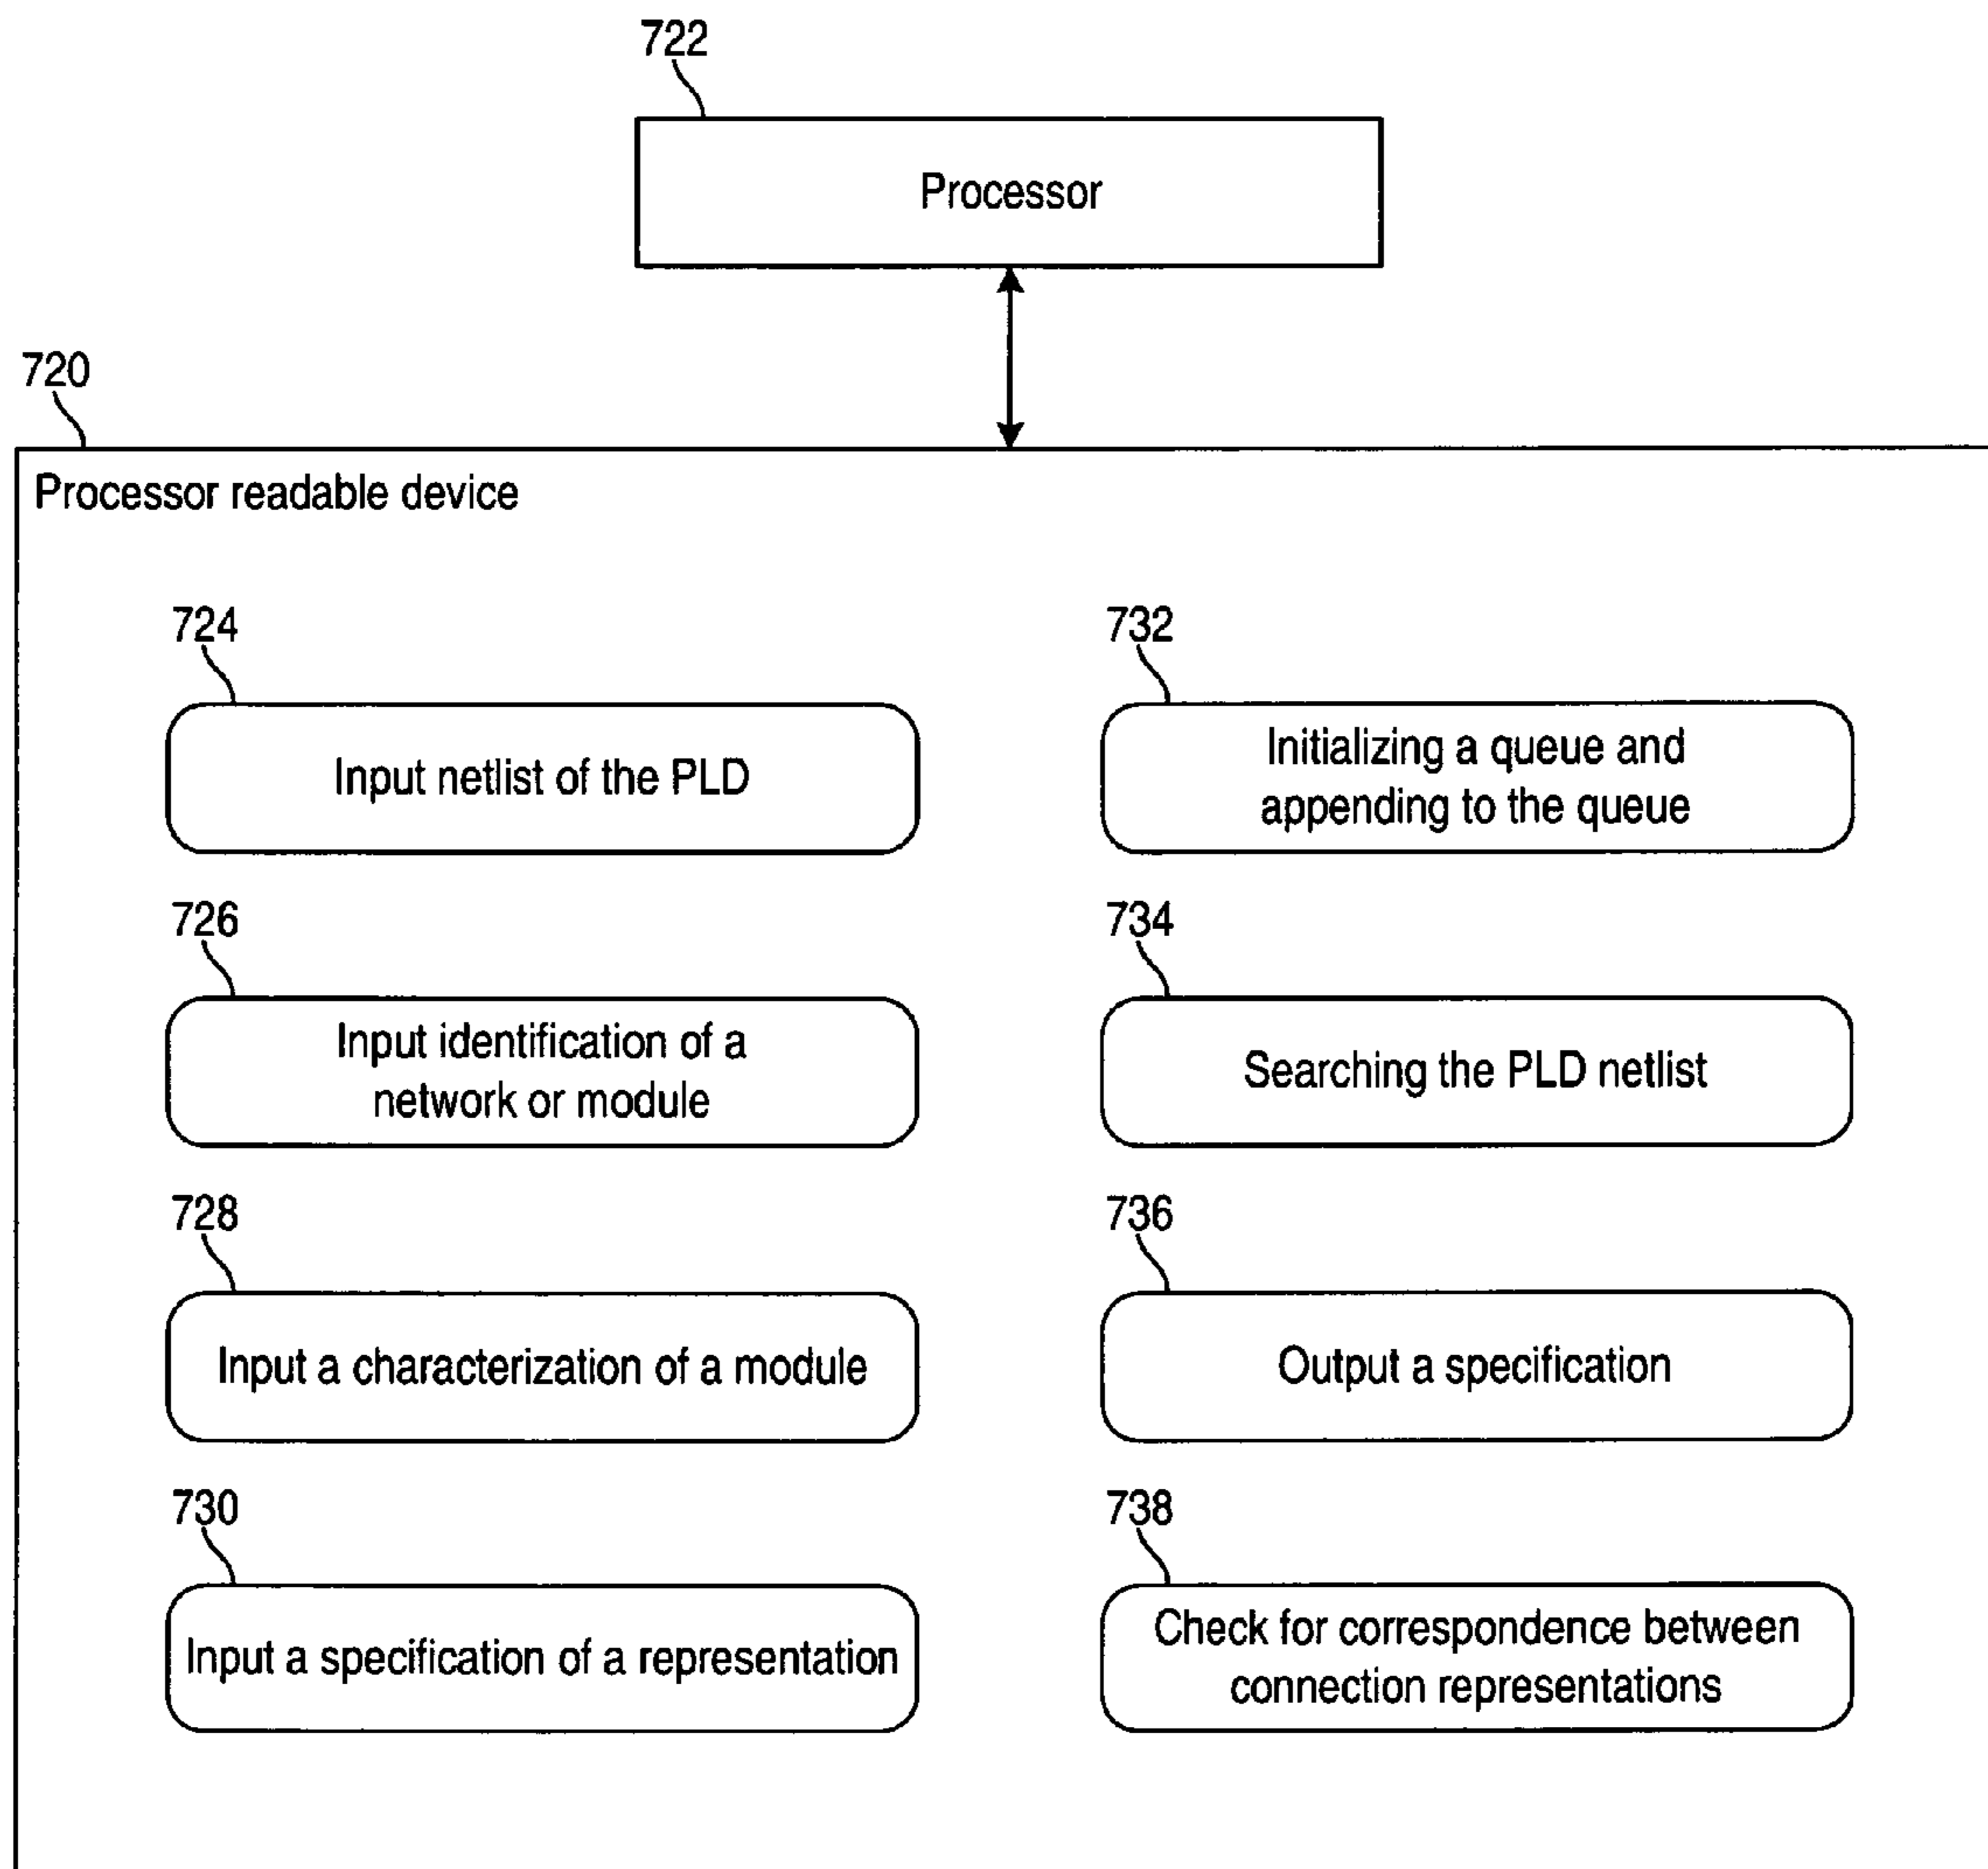 722
Processor
720
Processor readable device
724
Input netlist of the PLD
726
Input identification of a
network or module
728
Input a characterization of a module
730
Input a specification of a representation
732
Initializing a queue and
appending to the queue
734
Searching the PLD netlist
736
Output a specification
738
Check for correspondence between
connection representations